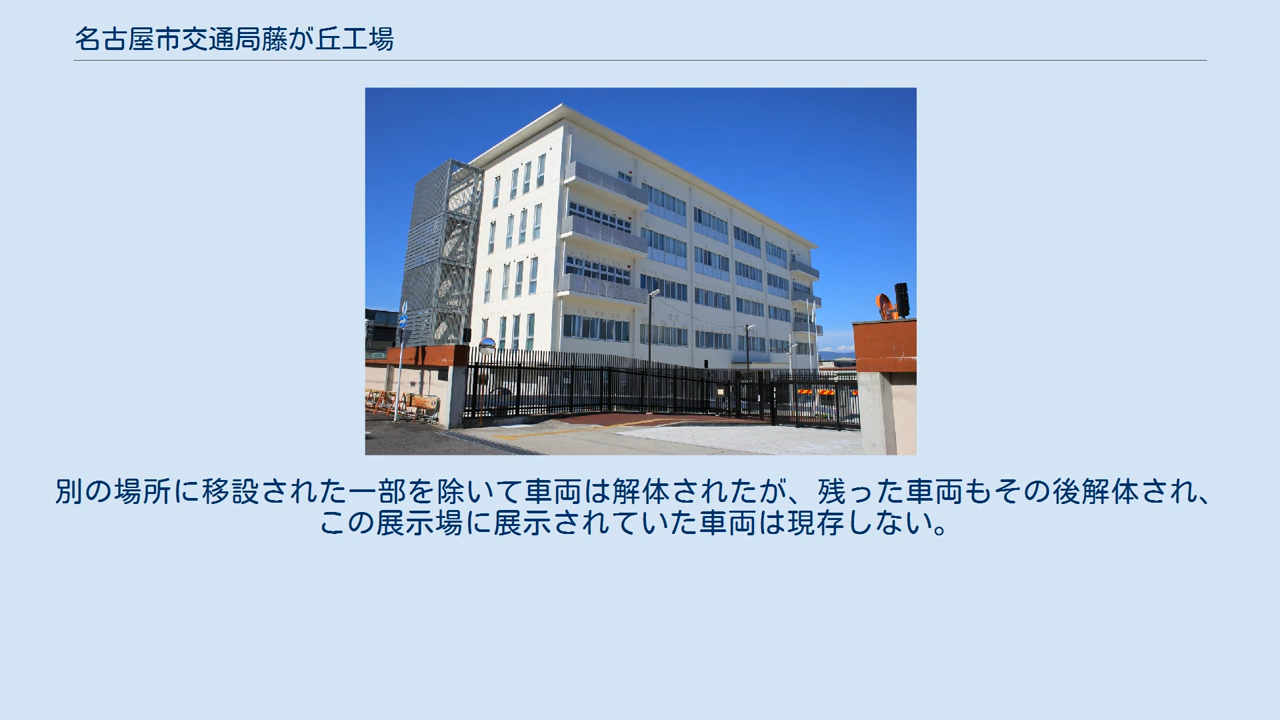 名古屋市交通局藤が丘工場
別の場所に移設された一部を除いて車両は解体されたが、残った車両もその後解体され、
この展示場に展示されていた車両は現存しない。